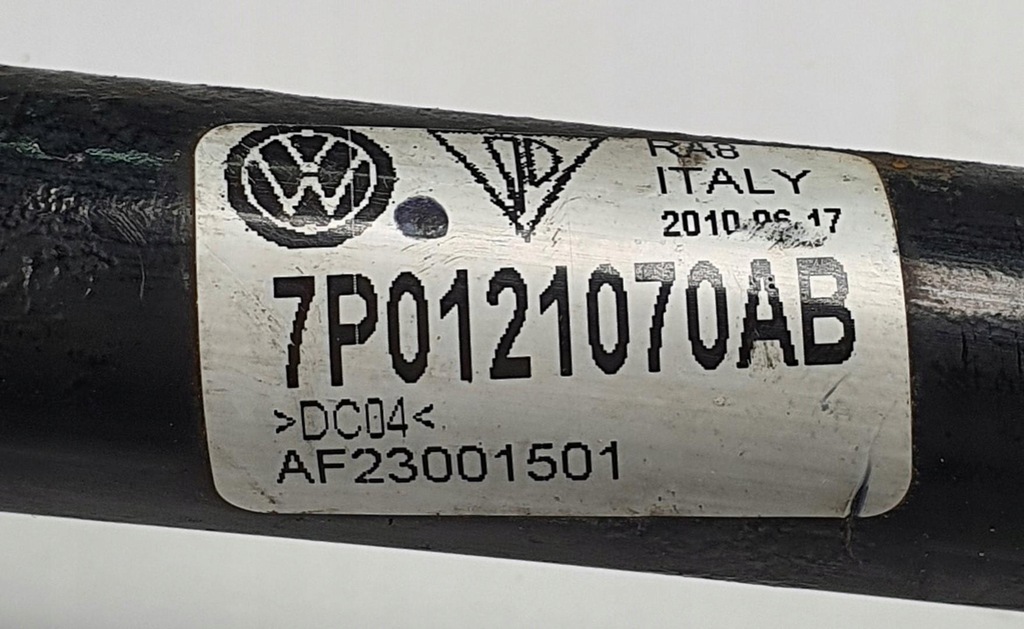 RA8
ITALY
2010.06.17
7P0121070AB
>DC04<
AF23001501